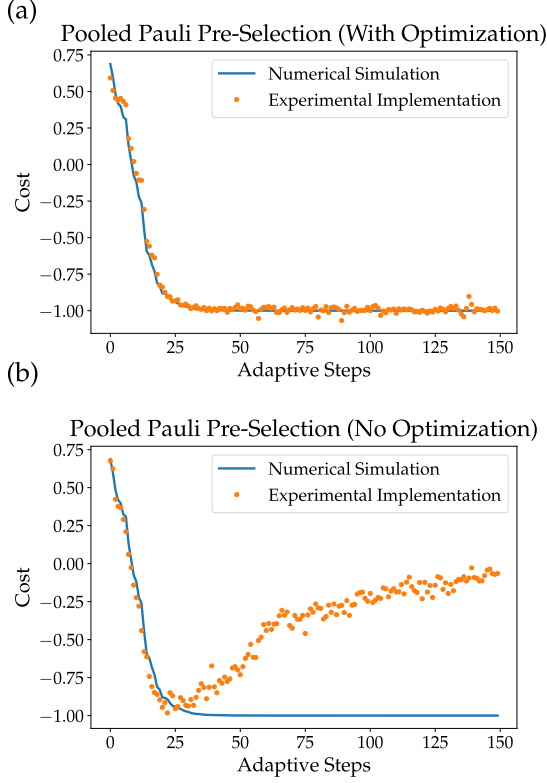 (a)
Pooled Pauli Pre-Selection (With Optimization)
0.75
0.50
0.25
0.00
−0.25
−0.50
−0.75
−1.00
Cost
Numerical Simulation
Experimental Implementation
0 25 50 75 100 125 150
Adaptive Steps
(b)
Pooled Pauli Pre-Selection (No Optimization)
0.75
0.50
0.25
0.00
−0.25
−0.50
−0.75
−1.00
Cost
Numerical Simulation
Experimental Implementation
0 25 50 75 100 125 150
Adaptive Steps